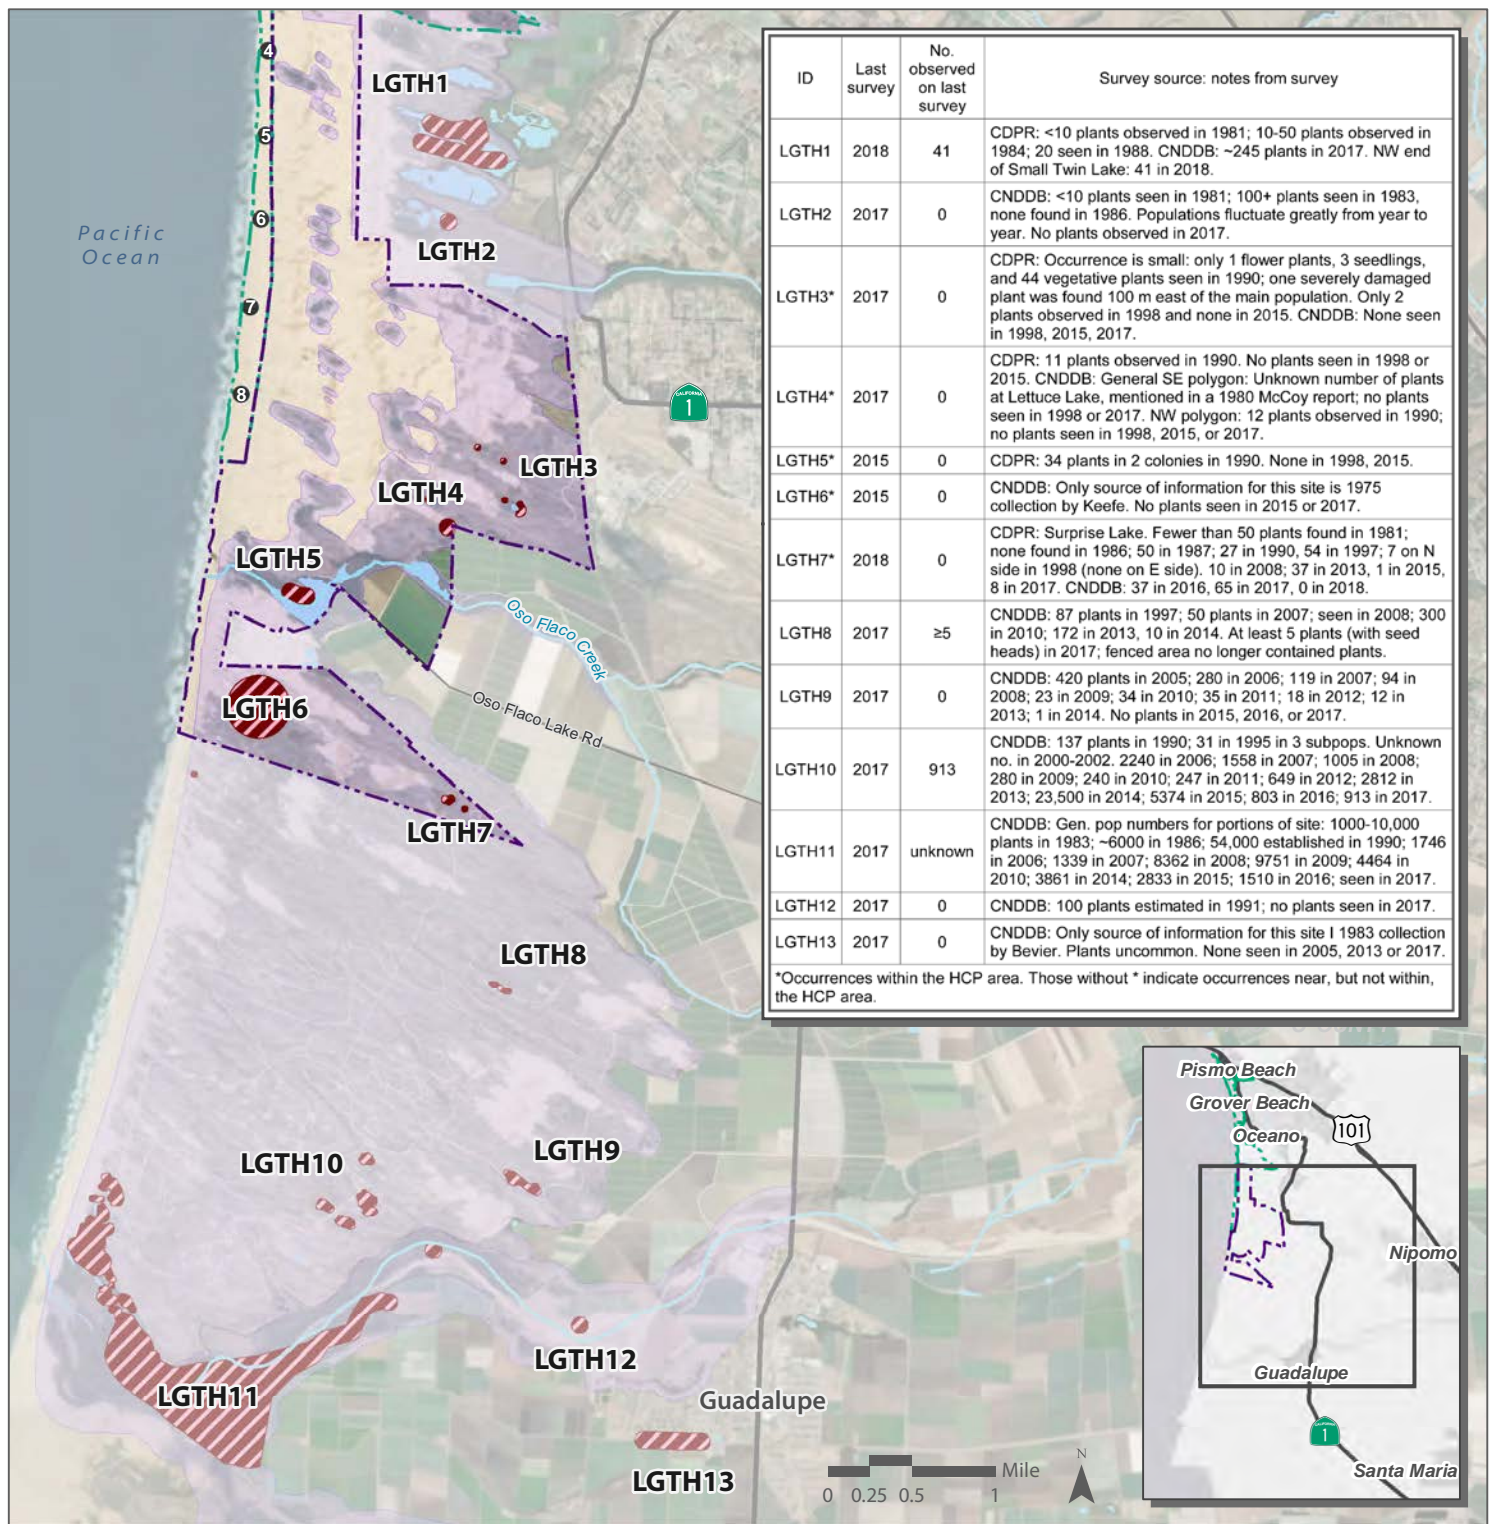 4
5
6
7
8
Pacific
Ocean
LGTH1
LGTH2
LGTH3
LGTH4
LGTH5
LGTH6
LGTH7
LGTH8
LGTH9
LGTH10
LGTH11
LGTH12
LGTH13
CALIFORNIA
1
Oso Flaco Creek
Oso Flaco Lake Rd
Guadalupe
ID
Last
survey
No.
observed
on last
survey
Survey source: notes from survey
LGTH1
2018
41
CDPR: <10 plants observed in 1981; 10-50 plants observed in
1984; 20 seen in 1988. CNDDB: ~245 plants in 2017. NW end
of Small Twin Lake: 41 in 2018.
LGTH2
2017
0
CNDDB: <10 plants seen in 1981; 100+ plants seen in 1983,
none found in 1986. Populations fluctuate greatly from year to
year. No plants observed in 2017.
LGTH3*
2017
0
CDPR: Occurrence is small: only 1 flower plants, 3 seedlings,
and 44 vegetative plants seen in 1990; one severely damaged
plant was found 100 m east of the main population. Only 2
plants observed in 1998 and none in 2015. CNDDB: None seen
in 1998, 2015, 2017.
LGTH4*
2017
0
CDPR: 11 plants observed in 1990. No plants seen in 1998 or
2015. CNDDB: General SE polygon: Unknown number of plants
at Lettuce Lake, mentioned in a 1980 McCoy report; no plants
seen in 1998 or 2017. NW polygon: 12 plants observed in 1990;
no plants seen in 1998, 2015, or 2017.
LGTH5*
2015
0
CDPR: 34 plants in 2 colonies in 1990. None in 1998, 2015.
LGTH6*
2015
0
CNDDB: Only source of information for this site is 1975
collection by Keefe. No plants seen in 2015 or 2017.
LGTH7*
2018
0
CDPR: Surprise Lake. Fewer than 50 plants found in 1981;
none found in 1986; 50 in 1987; 27 in 1990, 54 in 1997; 7 on N
side in 1998 (none on E side). 10 in 2008; 37 in 2013, 1 in 2015,
8 in 2017. CNDDB: 37 in 2016, 65 in 2017, 0 in 2018.
LGTH8
2017
≥5
CNDDB: 87 plants in 1997; 50 plants in 2007; seen in 2008; 300
in 2010; 172 in 2013, 10 in 2014. At least 5 plants (with seed
heads) in 2017; fenced area no longer contained plants.
LGTH9
2017
0
CNDDB: 420 plants in 2005; 280 in 2006; 119 in 2007; 94 in
2008; 23 in 2009; 34 in 2010; 35 in 2011; 18 in 2012; 12 in
2013; 1 in 2014. No plants in 2015, 2016, or 2017.
LGTH10
2017
913
CNDDB: 137 plants in 1990; 31 in 1995 in 3 subpops. Unknown
no. in 2000-2002. 2240 in 2006; 1558 in 2007; 1005 in 2008;
280 in 2009; 240 in 2010; 247 in 2011; 649 in 2012; 2812 in
2013; 23,500 in 2014; 5374 in 2015; 803 in 2016; 913 in 2017.
LGTH11
2017
unknown
CNDDB: Gen. pop numbers for portions of site: 1000-10,000
plants in 1983; ~6000 in 1986; 54,000 established in 1990; 1746
in 2006; 1339 in 2007; 8362 in 2008; 9751 in 2009; 4464 in
2010; 3861 in 2014; 2833 in 2015; 1510 in 2016; seen in 2017.
LGTH12
2017
0
CNDDB: 100 plants estimated in 1991; no plants seen in 2017.
LGTH13
2017
0
CNDDB: Only source of information for this site I 1983 collection
by Bevier. Plants uncommon. None seen in 2005, 2013 or 2017.
*Occurrences within the HCP area. Those without * indicate occurrences near, but not within,
the HCP area.
Pismo Beach
Grover Beach
Oceano
101
Nipomo
Guadalupe
CALIFORNIA
1
Santa Maria
Mile
0 0.25 0.5 1
N